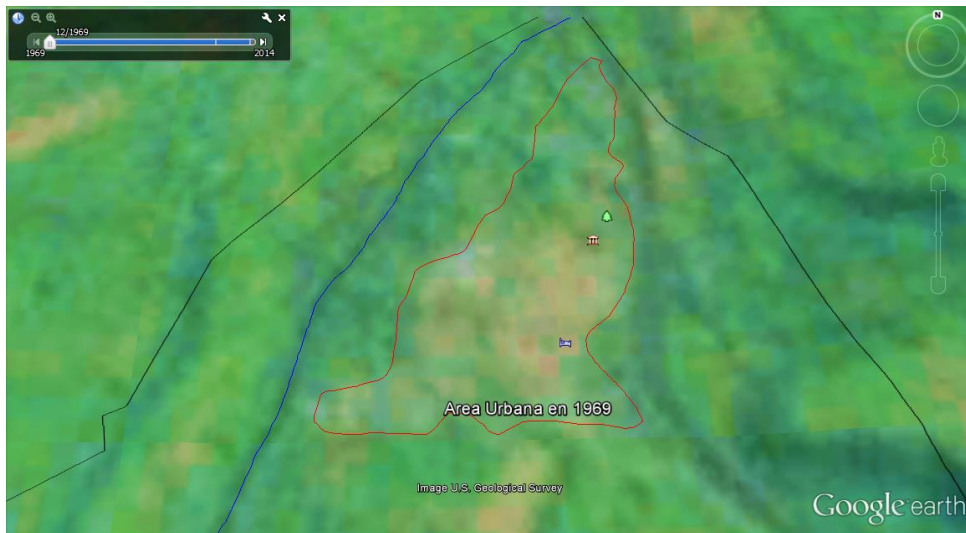 12/1969
1969
2014
N
Area Urbana en 1969
Image U.S. Geological Survey
Google earth